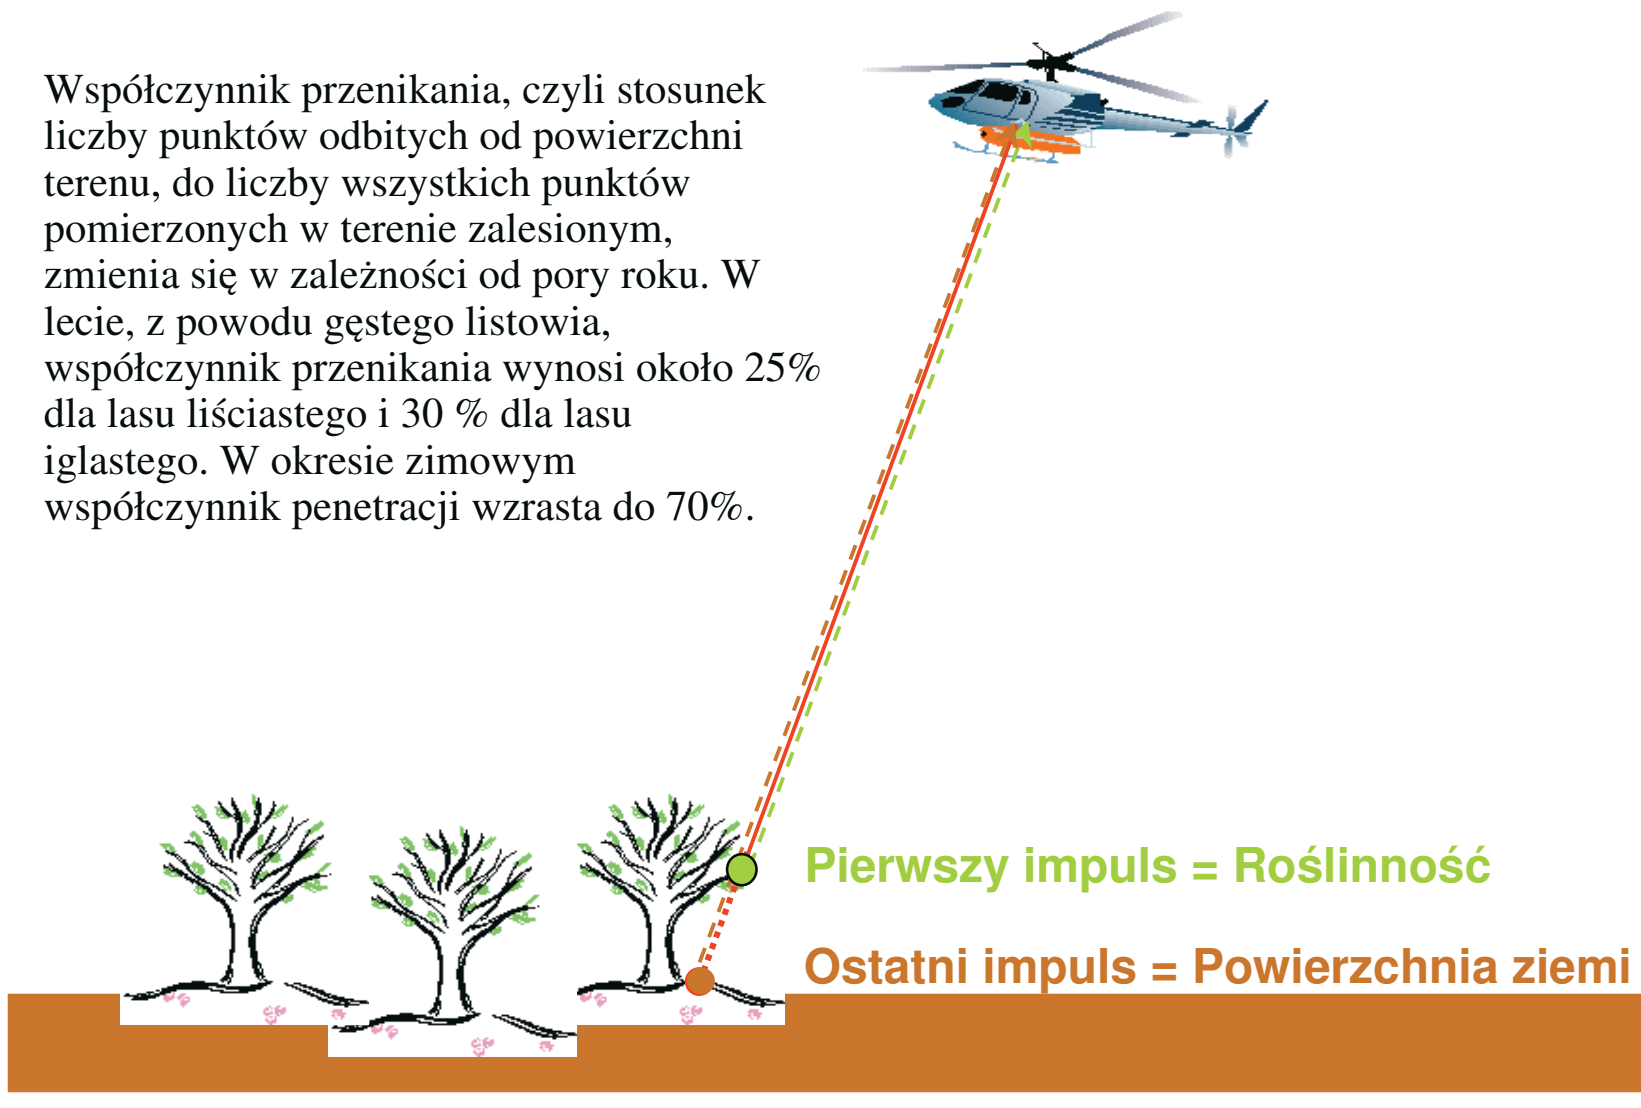 Współczynnik przenikania, czyli stosunek
liczby punktów odbitych od powierzchni
terenu, do liczby wszystkich punktów
pomierzonych w terenie zalesionym,
zmienia się w zależności od pory roku. W
lecie, z powodu gęstego listowia,
współczynnik przenikania wynosi około 25%
dla lasu liściastego i 30 % dla lasu
iglastego. W okresie zimowym
współczynnik penetracji wzrasta do 70%.
Pierwszy impuls = Roślinność
Ostatni impuls = Powierzchnia ziemi